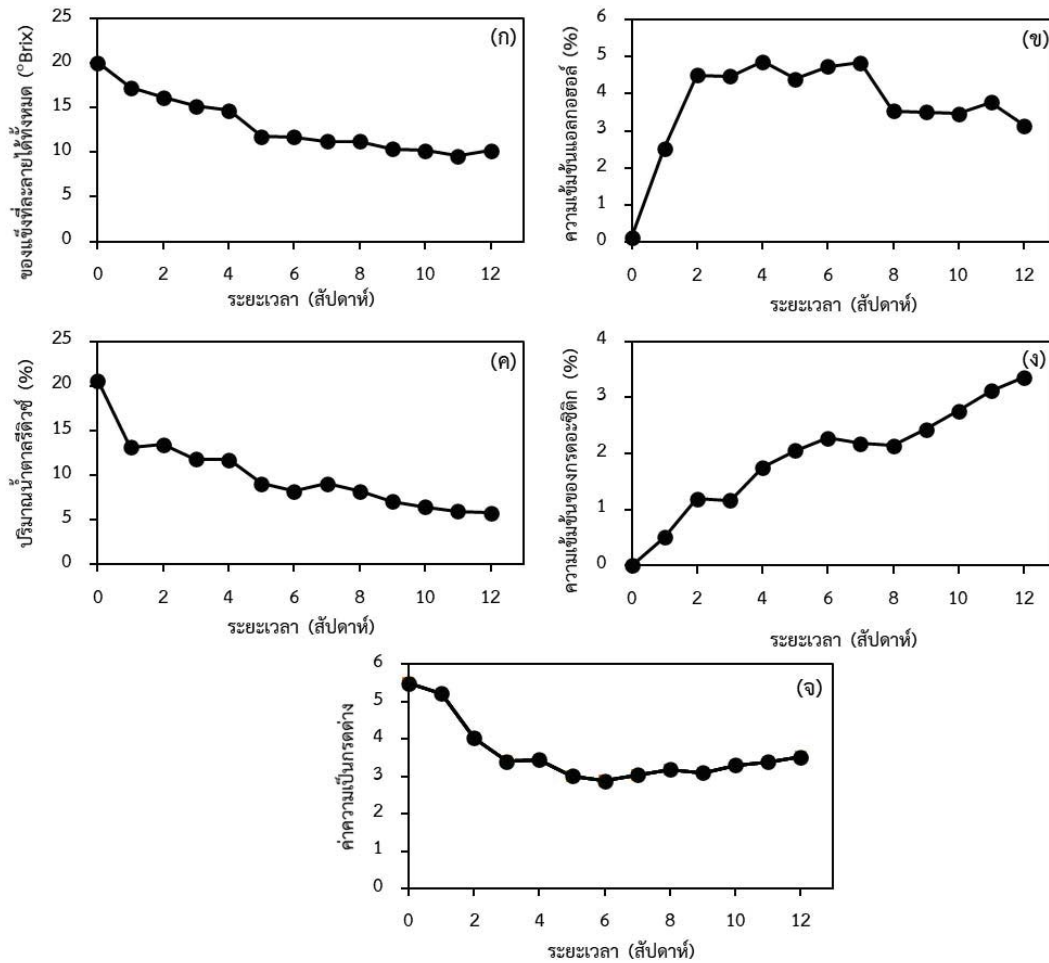 (ก)
ของแข็งที่ละลายได้ทั้งหมด (°Brix)
25
20
15
10
5
0
0 2 4 6 8 10 12
ระยะเวลา (สัปดาห์)
(ข)
ความเข้มข้นแอลกอฮอล์ (%)
6
5
4
3
2
1
0
0 2 4 6 8 10 12
ระยะเวลา (สัปดาห์)
(ค)
ปริมาณน้ำตาลรีดิวซ์ (%)
25
20
15
10
5
0
0 2 4 6 8 10 12
ระยะเวลา (สัปดาห์)
(ง)
ความเข้มข้นของกรดอะซิติก (%)
4
3
2
1
0
0 2 4 6 8 10 12
ระยะเวลา (สัปดาห์)
(จ)
ค่าความเป็นกรดด่าง
6
5
4
3
2
1
0
0 2 4 6 8 10 12
ระยะเวลา (สัปดาห์)